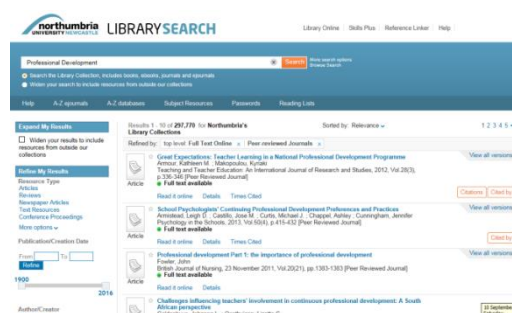 northumbria
UNIVERSITY NEWCASTLE
LIBRARY SEARCH
Library Online
Skills Plus
Reference Linker
Help
Professional Development
Search
More search options
Browse Search
Search the Library Collection, includes books, ebooks, journals and ejournals
Widen your search to include resources from outside our collections
Help
A-Z ejournals
A-Z databases
Subject Resources
Passwords
Reading Lists
Expand My Results
Widen your results to include
resources from outside our
collections
Refine My Results
Resource Type
Articles
Reviews
Newspaper Articles
Text Resources
Conference Proceedings
More options
Publication/Creation Date
From
To
Refine
1900
2016
Author/Creator
Results 1 - 10 of 297,770 for Northumbria's
Library Collections
Sorted by: Relevance
1 2 3 4 5
Refined by: top level: Full Text Online x Peer reviewed Journals x
Article
Great Expectations: Teacher Learning in a National Professional Development Programme
Armour, Kathleen M. ; Makopoulou, Kyriaki
Teaching and Teacher Education: An International Journal of Research and Studies, 2012, Vol.28(3),
p.336-346 [Peer Reviewed Journal]
Full text available
Read it online
Details
Times Cited
View all versions
Citations
Cited by
Article
School Psychologists' Continuing Professional Development Preferences and Practices
Armistead, Leigh D. ; Castillo, Jose M. ; Curtis, Michael J. ; Chappel, Ashley ; Cunningham, Jennifer
Psychology in the Schools, 2013, Vol.50(4), p.415-432 [Peer Reviewed Journal]
Full text available
Read it online
Details
Times Cited
View all versions
Cited by
Article
Professional development Part 1: the importance of professional development
Fowler, John
British Journal of Nursing, 23 November 2011, Vol.20(21), pp.1383-1383 [Peer Reviewed Journal]
Full text available
Read it online
Details
View all versions
Challenges influencing teachers' involvement in continuous professional development: A South
African perspective